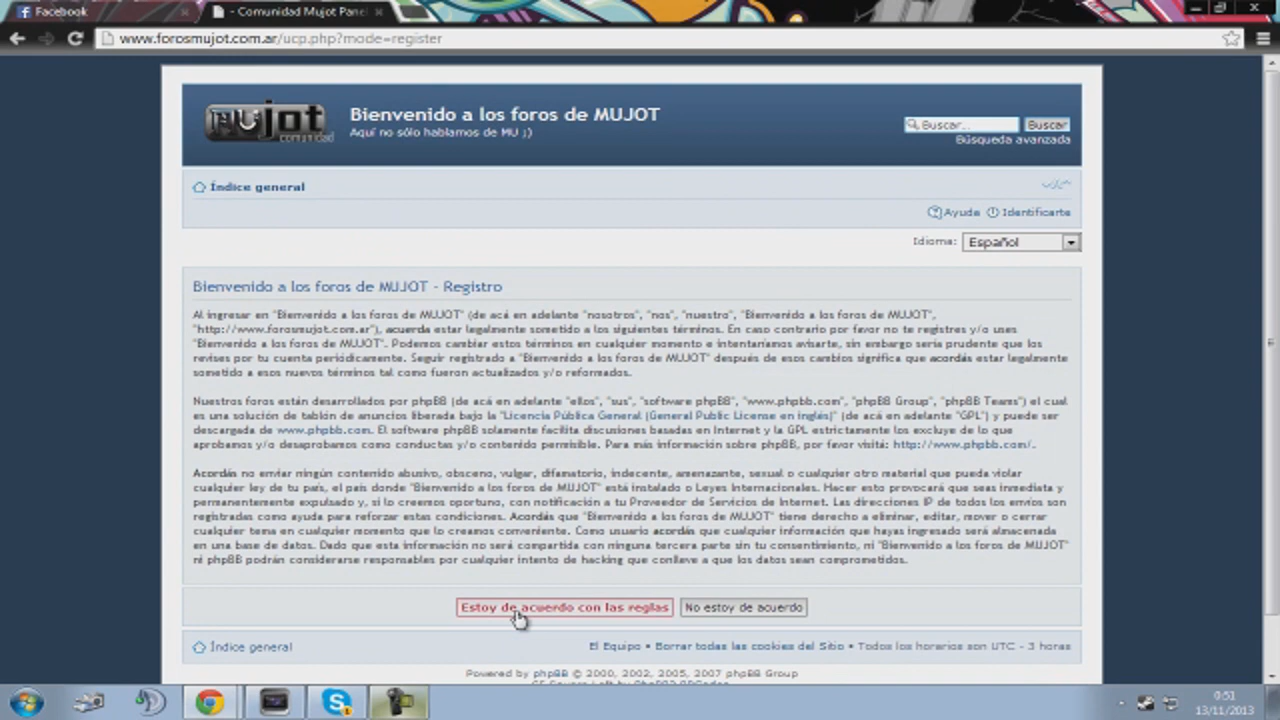 Facebook
- Comunidad Mujot Pane
www.forosmujot.com.ar/ucp.php?mode=register
MUjot
comunidad
Bienvenido a los foros de MUJOT
Aquí no sólo hablamos de MU ;)
Buscar...
Buscar
Búsqueda avanzada
Índice general
Ayuda
Identificarte
Idioma:
Español
Bienvenido a los foros de MUJOT - Registro
Al ingresar en "Bienvenido a los foros de MUJOT" (de acá en adelante "nosotros", "nos", "nuestro", "Bienvenido a los foros de MUJOT",
"http://www.forosmujot.com.ar"), acuerda estar legalmente sometido a los siguientes términos. En caso contrario por favor no te registres y/o uses
"Bienvenido a los foros de MUJOT". Podemos cambiar estos términos en cualquier momento e intentaríamos avisarte, sin embargo sería prudente que los
revises por tu cuenta periódicamente. Seguir registrado a "Bienvenido a los foros de MUJOT" después de esos cambios significa que acordás estar legalmente
sometido a esos nuevos términos tal como fueron actualizados y/o reformados.
Nuestros foros están desarrollados por phpBB (de acá en adelante "ellos", "sus", "software phpBB", "www.phpbb.com", "phpBB Group", "phpBB Teams") el cual
es una solución de tablón de anuncios liberada bajo la "Licencia Pública General (General Public License en inglés)" (de acá en adelante "GPL") y puede ser
descargada de www.phpbb.com. El software phpBB solamente facilita discusiones basadas en Internet y la GPL estrictamente los excluye de lo que
aprobamos y/o desaprobamos como conductas y/o contenido permisible. Para más información sobre phpBB, por favor visitá: http://www.phpbb.com/.
Acordás no enviar ningún contenido abusivo, obsceno, vulgar, difamatorio, indecente, amenazante, sexual o cualquier otro material que pueda violar
cualquier ley de tu país, el país donde "Bienvenido a los foros de MUJOT" está instalado o Leyes Internacionales. Hacer esto provocará que seas inmediata y
permanentemente expulsado y, si lo creemos oportuno, con notificación a tu Proveedor de Servicios de Internet. Las direcciones IP de todos los envíos son
registradas como ayuda para reforzar estas condiciones. Acordás que "Bienvenido a los foros de MUJOT" tiene derecho a eliminar, editar, mover o cerrar
cualquier tema en cualquier momento que lo creamos conveniente. Como usuario acordás que cualquier información que hayas ingresado será almacenada
en una base de datos. Dado que esta información no será compartida con ninguna tercera parte sin tu consentimiento, ni "Bienvenido a los foros de MUJOT"
ni phpBB podrán considerarse responsables por cualquier intento de hacking que conlleve a que los datos sean comprometidos.
Estoy de acuerdo con las reglas
No estoy de acuerdo
Índice general
El Equipo • Borrar todas las cookies del Sitio • Todos los horarios son UTC - 3 horas
Powered by phpBB © 2000, 2002, 2005, 2007 phpBB Group
0:51
13/11/2013